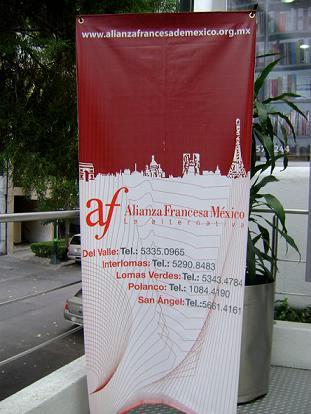 www.alianzafrancesademexico.org.mx
af Alianza Francesa México
La alternativa
Del Valle: Tel.: 5335.0965
Interlomas: Tel.: 5290.8483
Lomas Verdes: Tel.: 5343.4784
Polanco: Tel.: 1084.4190
San Ángel: Tel.: 5661.4161